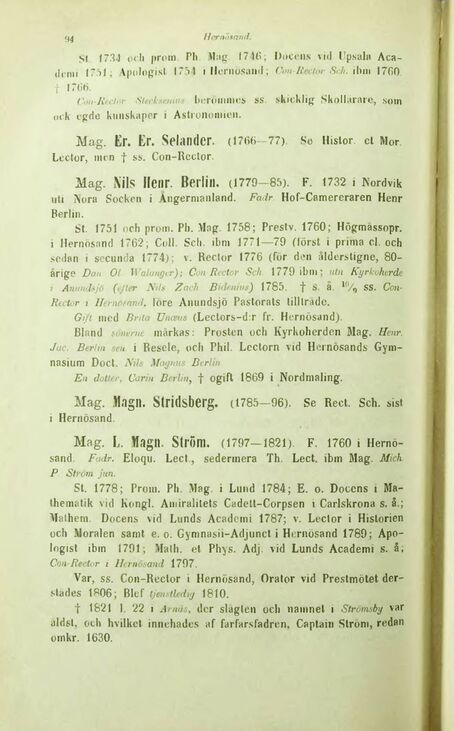 94
Hernösand.
St. 1734 och prom. Ph. Mag. 1746; Docens vid Upsala Aca-
demi 1751; Apologist 1754 i Hernösand; Con-Rector Sch. ibm 1760.
† 1766.
Con-Rector Stecksenius berömmes ss. skicklig Skollärare, som
ock egde kunskaper i Astronomien.
Mag. Er. Er. Selander. (1766—77). Se Histor. et Mor.
Lector, men † ss. Con-Rector.
Mag. Nils Henr. Berlin. (1779—85). F. 1732 i Nordvik
uti Nora Socken i Ångermanland. Fadr Hof-Camereraren Henr
Berlin.
St. 1751 och prom. Ph. Mag. 1758; Prestv. 1760; Högmässopr.
i Hernösand 1762; Coll. Sch. ibm 1771—79 (först i prima cl. och
sedan i secunda 1774); v. Rector 1776 (för den ålderstigne, 80-
årige Dan Ol. Walanger); Con Rector Sch. 1779 ibm; utn Kyrkoherde
i Anundsjö (efter Nils Zach Bidenius) 1785. † s. å. ss. Con-
Rector i Hernösand, före Anundsjö Pastorats tillträde.
Gift med Brita Unæus (Lectors-d:r fr. Hernösand).
Bland sönerne märkas: Prosten och Kyrkoherden Mag. Henr.
Jac. Berlin sen. i Resele, och Phil. Lectorn vid Hernösands Gym-
nasium Doct. Nils Magnus Berlin
En dotter, Carin Berlin, † ogift 1869 i Nordmaling.
Mag. Magn. Stridsberg. (1785—96). Se Rect. Sch. sist
i Hernösand.
Mag. L. Magn. Ström. (1797—1821). F. 1760 i Hernö-
sand. Fadr. Eloqu. Lect., sedermera Th. Lect. ibm Mag. Mich.
P Ström jun.
St. 1778; Prom. Ph. Mag. i Lund 1784; E. o. Docens i Ma-
thematik vid Kongl. Amiralitets Cadett-Corpsen i Carlskrona s. å.;
Mathem. Docens vid Lunds Academi 1787; v. Lector i Historien
och Moralen samt e. o. Gymnasii-Adjunct i Hernösand 1789; Apo-
logist ibm 1791; Math. et Phys. Adj. vid Lunds Academi s. å;
Con-Rector i Hernösand 1797.
Var, ss. Con-Rector i Hernösand, Orator vid Prestmötet der-
städes 1806; Blef tjenstledig 1810.
† 1821 l. 22 i Arnäs, der slägten och namnet i Strömsby var
äldst, och hvilket innehades af farfarsfadren, Captain Ström, redan
omkr. 1630.